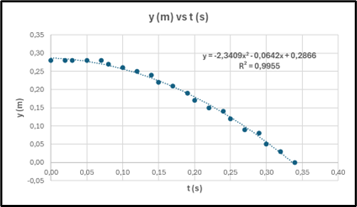 y (m) vs t (s)
0,35
0,30
y = -2,3409x² - 0,0642x + 0,2866
R² = 0,9955
0,25
0,20
0,15
0,10
0,05
0,00
-0,05
0,00 0,05 0,10 0,15 0,20 0,25 0,30 0,35 0,40
y (m)
t (s)